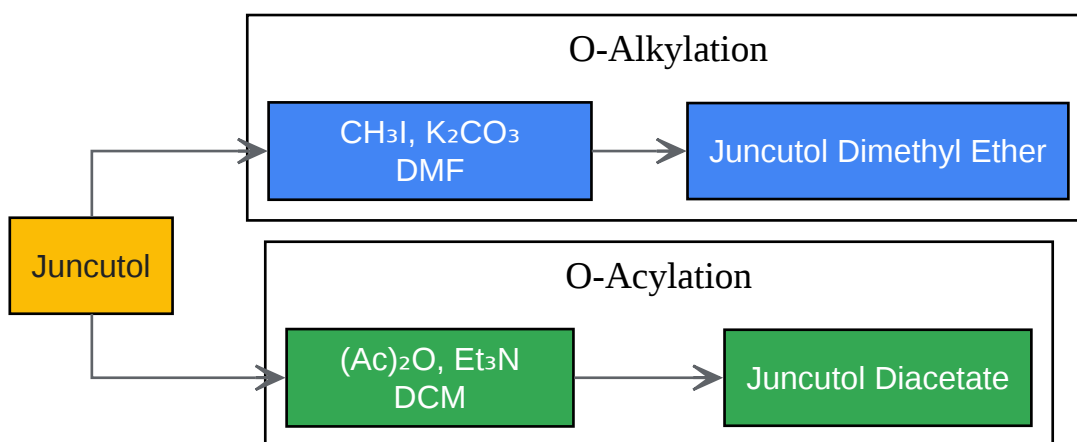 O-Alkylation
CH₃I, K₂CO₃
DMF
Juncutol Dimethyl Ether
Juncutol
O-Acylation
(Ac)₂O, Et₃N
DCM
Juncutol Diacetate